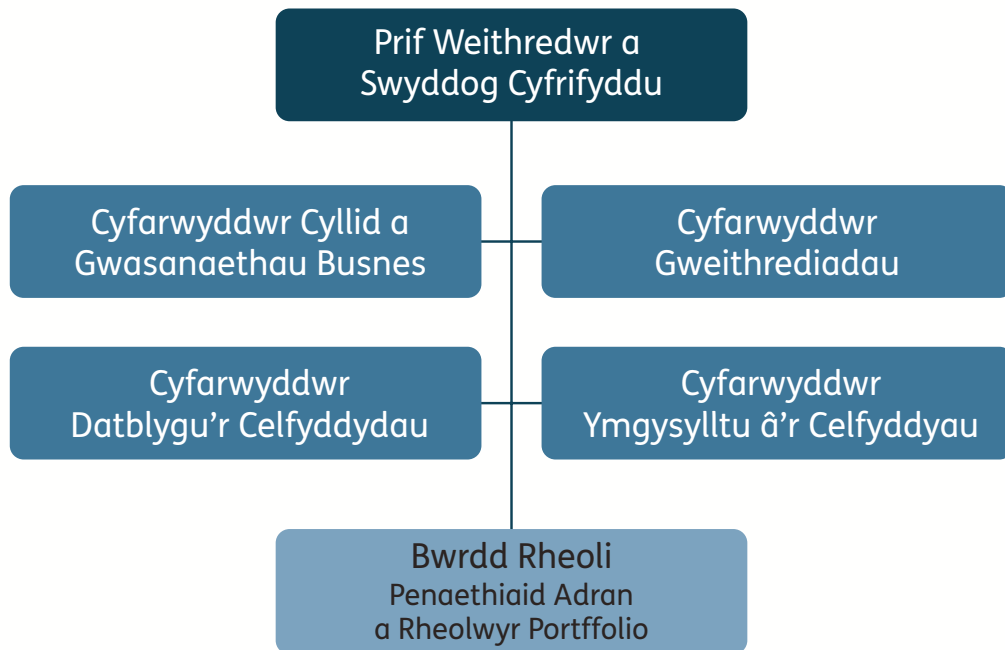 Prif Weithredwr a
Swyddog Cyfrifyddu
Cyfarwyddwr Cyllid a
Gwasanaethau Busnes
Cyfarwyddwr
Gweithrediadau
Cyfarwyddwr
Datblygu’r Celfyddydau
Cyfarwyddwr
Ymgysylltu â’r Celfyddyau
Bwrdd Rheoli
Penaethiaid Adran
a Rheolwyr Portffolio